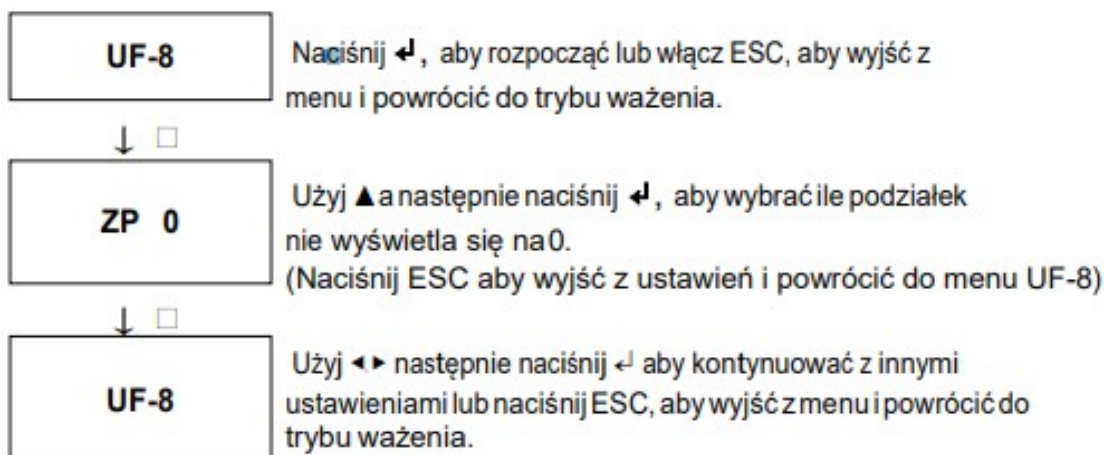 UF-8
Naciśnij ↵, aby rozpocząć lub włącz ESC, aby wyjść z
menu i powrócić do trybu ważenia.
↓ □
ZP 0
Użyj ▲ a następnie naciśnij ↵, aby wybrać ile podziałek
nie wyświetla się na 0.
(Naciśnij ESC aby wyjść z ustawień i powrócić do menu UF-8)
↓ □
UF-8
Użyj ◄► następnie naciśnij ↵ aby kontynuować z innymi
ustawieniami lub naciśnij ESC, aby wyjść z menu i powrócić do
trybu ważenia.